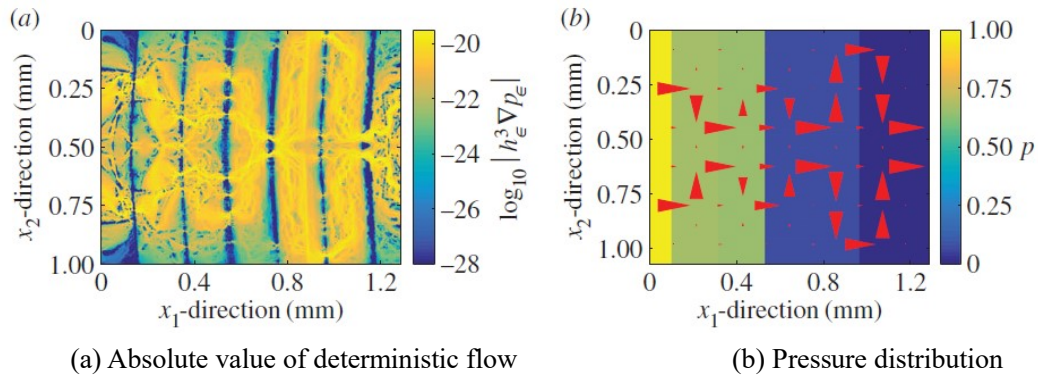 (a)
0
0.25
0.50
0.75
1.00
x2-direction (mm)
0 0.4 0.8 1.2
x1-direction (mm)
−20
−22
−24
−26
−28
log10 |h³ϵ ∇pϵ|
(b)
0
0.25
0.50
0.75
1.00
x2-direction (mm)
0 0.4 0.8 1.2
x1-direction (mm)
1.00
0.75
0.50
0.25
0
p
(a) Absolute value of deterministic flow
(b) Pressure distribution